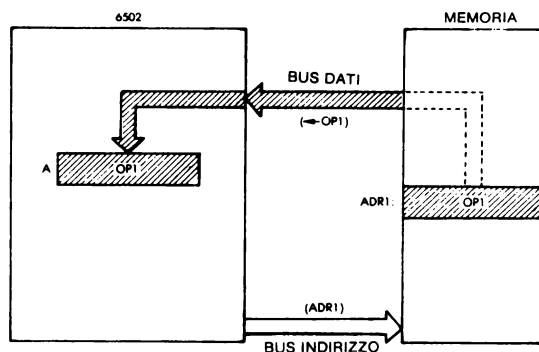 6502
MEMORIA
BUS DATI
(←OP1)
A
OP1
ADR1:
OP1
(ADR1)
BUS INDIRIZZO